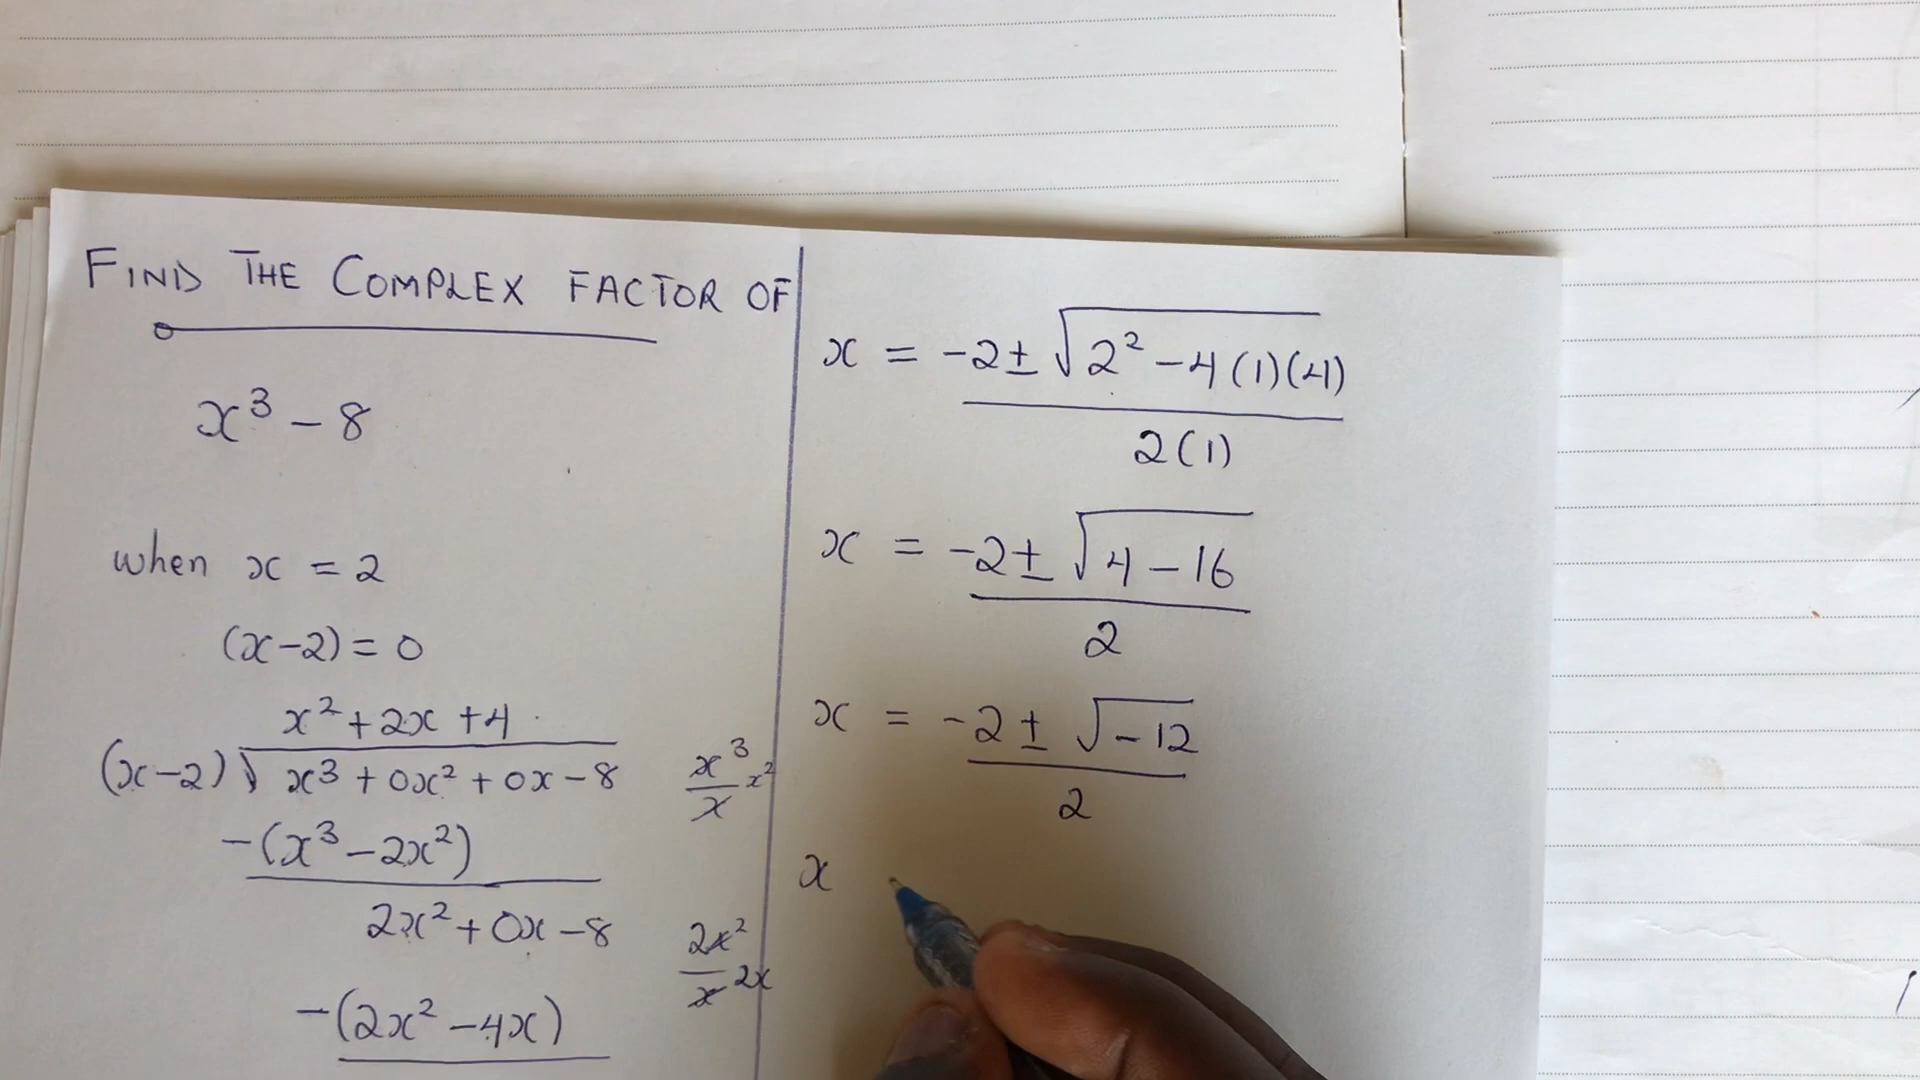 FIND THE COMPLEX FACTOR OF
x³ - 8
when x = 2
(x-2) = 0
x² + 2x + 4
(x-2) √ x³ + 0x² + 0x - 8
x³/x x²
-(x³ - 2x²)
2x² + 0x - 8
2x²/x 2x
-(2x² - 4x)
x = -2 ± √2² - 4(1)(4)
2(1)
x = -2 ± √4 - 16
2
x = -2 ± √-12
2
x